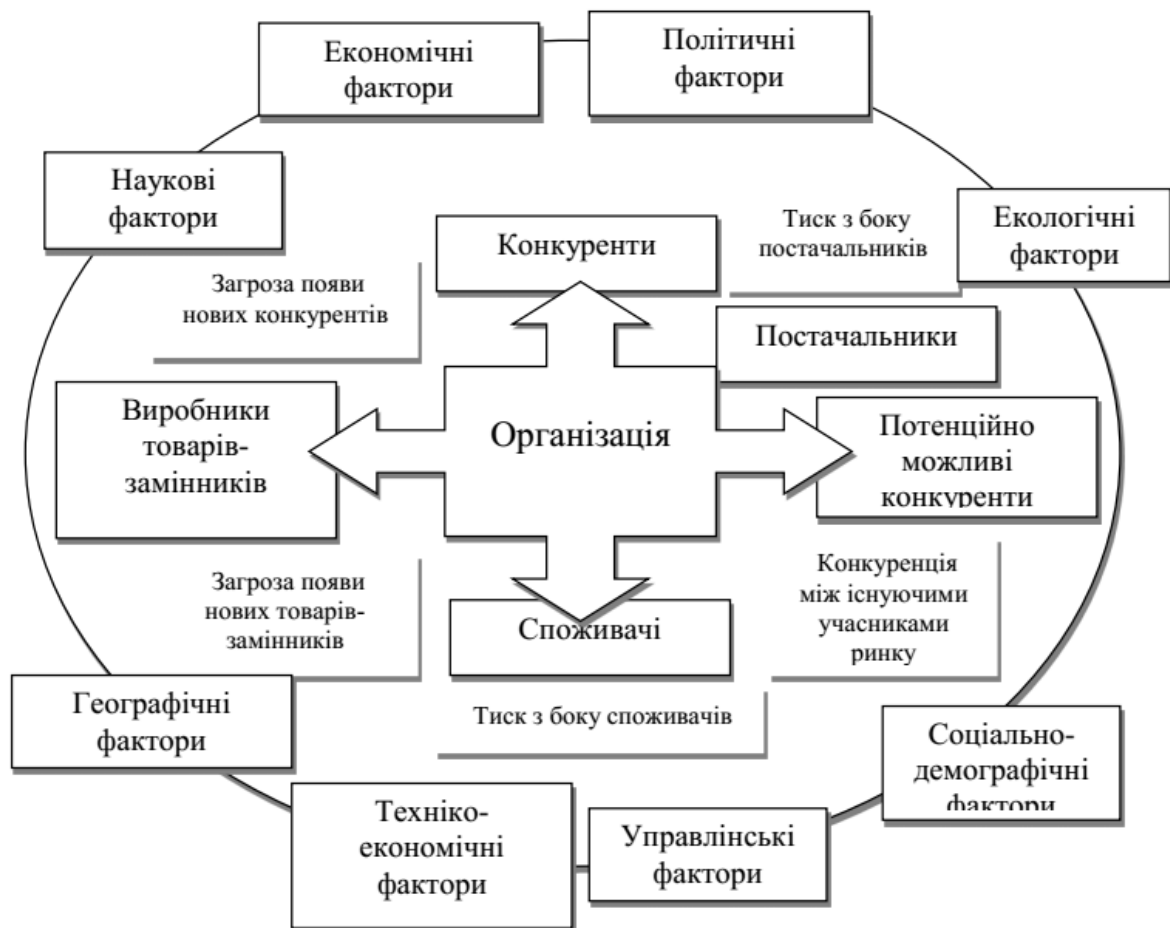 Економічні
фактори
Політичні
фактори
Наукові
фактори
Екологічні
фактори
Конкуренти
Тиск з боку
постачальників
Загроза появи
нових конкурентів
Постачальники
Виробники
товарів-
замінників
Організація
Потенційно
можливі
конкуренти
Загроза появи
нових товарів-
замінників
Конкуренція
між існуючими
учасниками
ринку
Споживачі
Тиск з боку споживачів
Географічні
фактори
Соціально-
демографічні
фактори
Техніко-
економічні
фактори
Управлінські
фактори